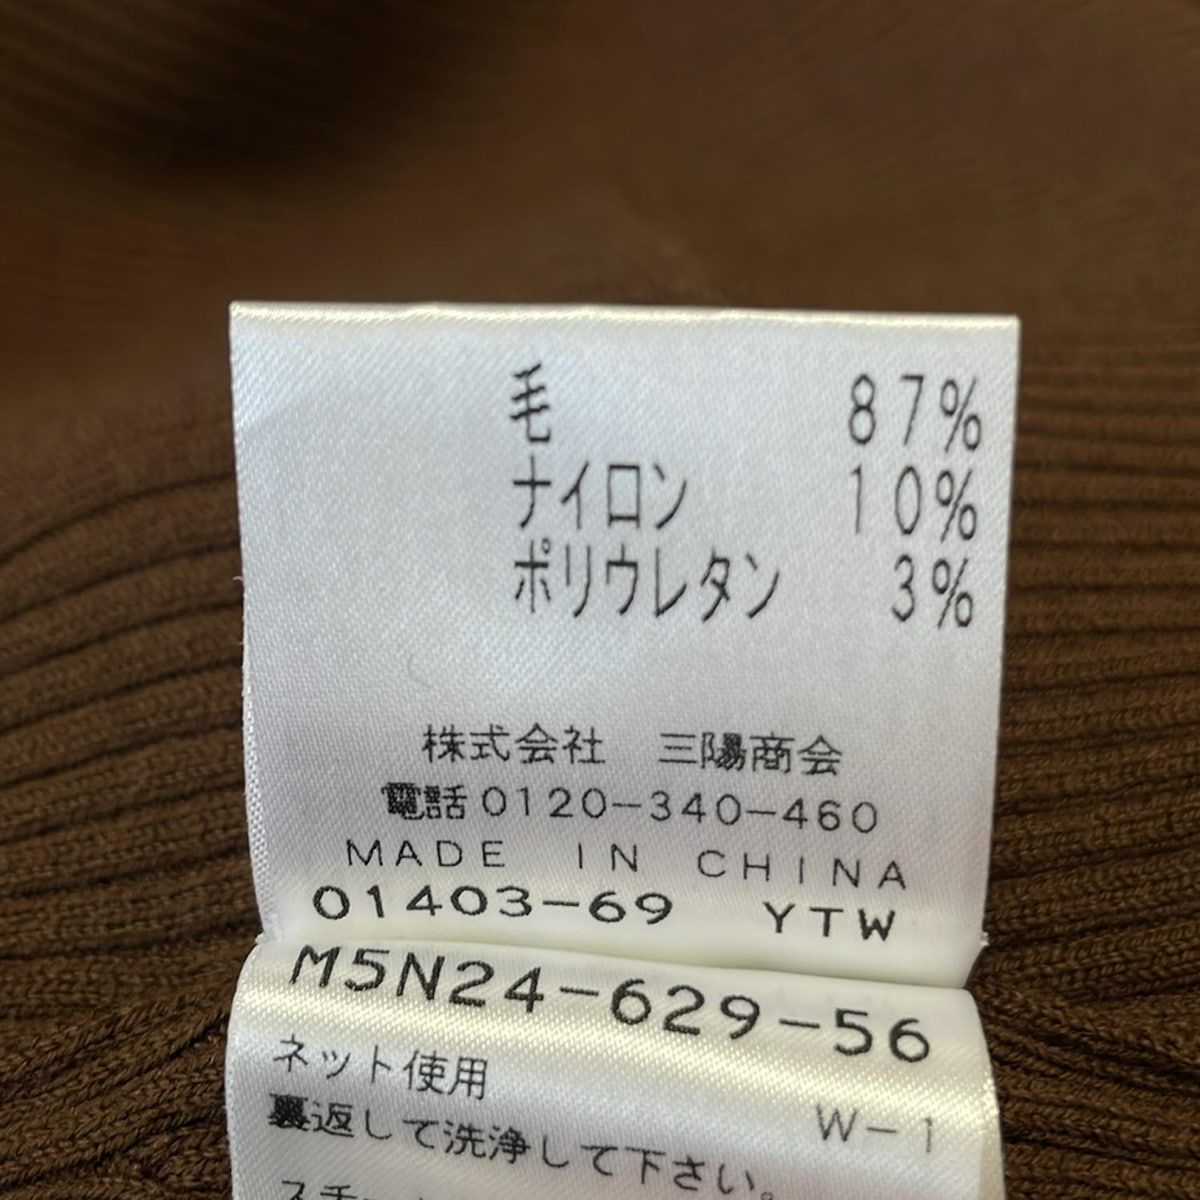 毛 87%
ナイロン 10%
ポリウレタン 3%
株式会社 三陽商会
電話0120-340-460
MADE IN CHINA
01403-69 YTW
M5N24-629-56
ネット使用
W-1
裏返して洗浄して下さい。